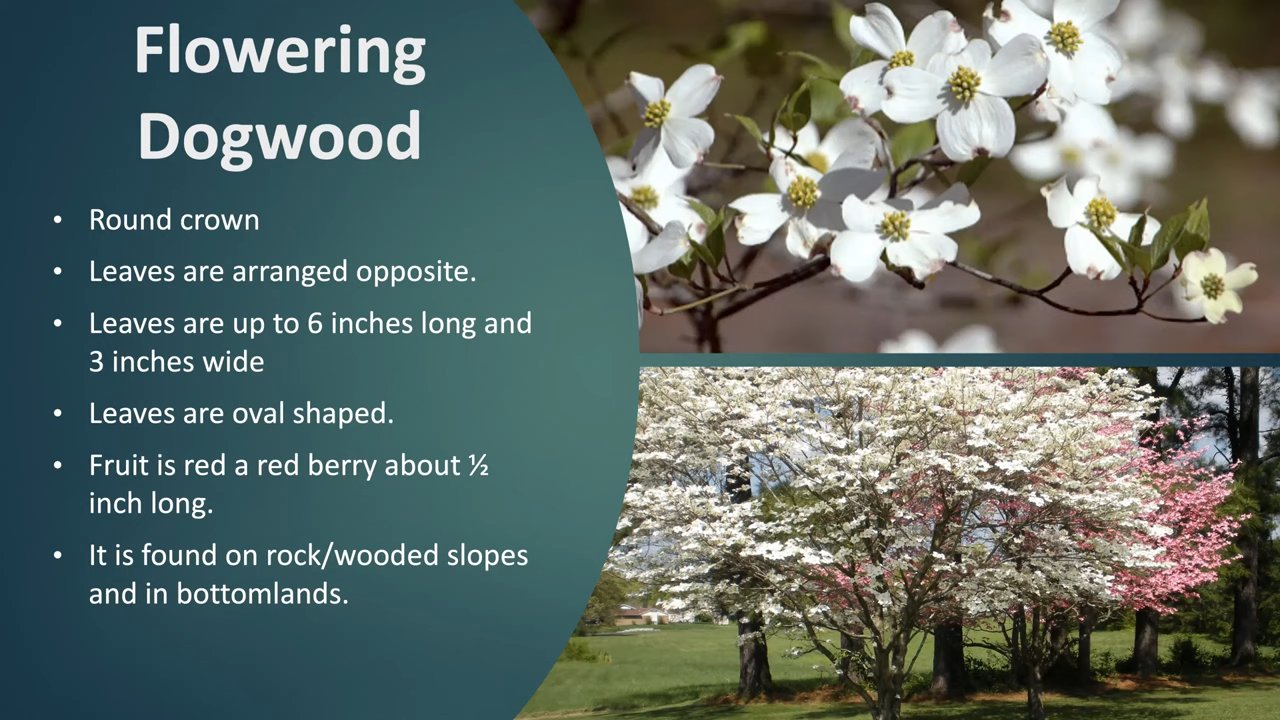 Flowering
Dogwood
• Round crown
• Leaves are arranged opposite.
• Leaves are up to 6 inches long and
3 inches wide
• Leaves are oval shaped.
• Fruit is red a red berry about ½
inch long.
• It is found on rock/wooded slopes
and in bottomlands.